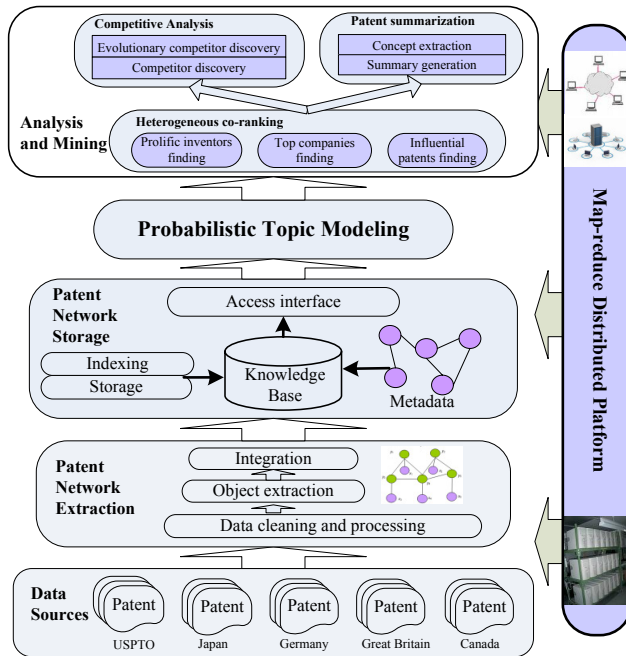 Competitive Analysis
Evolutionary competitor discovery
Competitor discovery
Patent summarization
Concept extraction
Summary generation
Analysis
and Mining
Heterogeneous co-ranking
Prolific inventors
finding
Top companies
finding
Influential
patents finding
Probabilistic Topic Modeling
Patent
Network
Storage
Access interface
Indexing
Storage
Knowledge
Base
Metadata
Patent
Network
Extraction
Integration
Object extraction
Data cleaning and processing
Data
Sources
Patent
USPTO
Patent
Japan
Patent
Germany
Patent
Great Britain
Patent
Canada
Map-reduce Distributed Platform